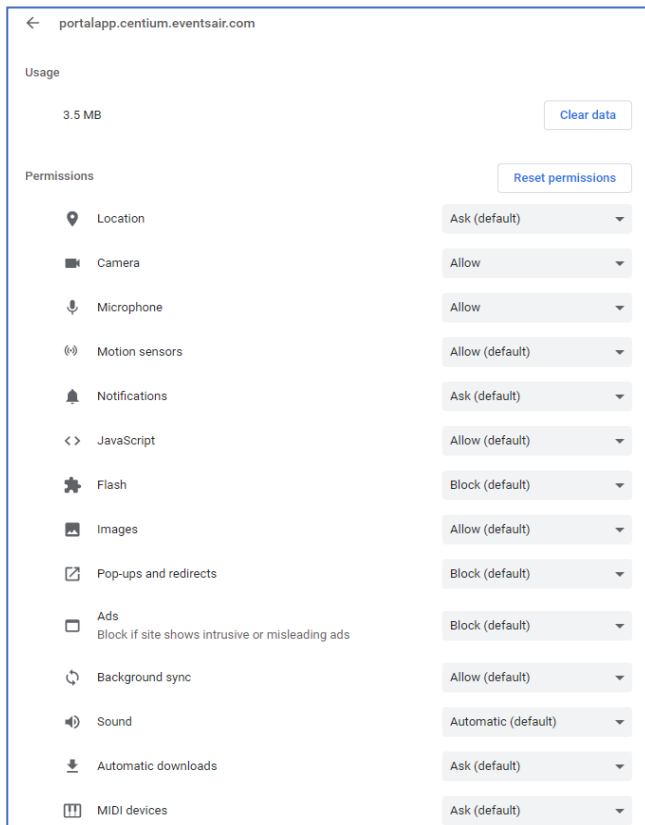 portalapp.centium.eventsair.com
Usage
3.5 MB Clear data
Permissions Reset permissions
Location Ask (default)
Camera Allow
Microphone Allow
Motion sensors Allow (default)
Notifications Ask (default)
JavaScript Allow (default)
Flash Block (default)
Images Allow (default)
Pop-ups and redirects Block (default)
Ads
Block if site shows intrusive or misleading ads Block (default)
Background sync Allow (default)
Sound Automatic (default)
Automatic downloads Ask (default)
MIDI devices Ask (default)